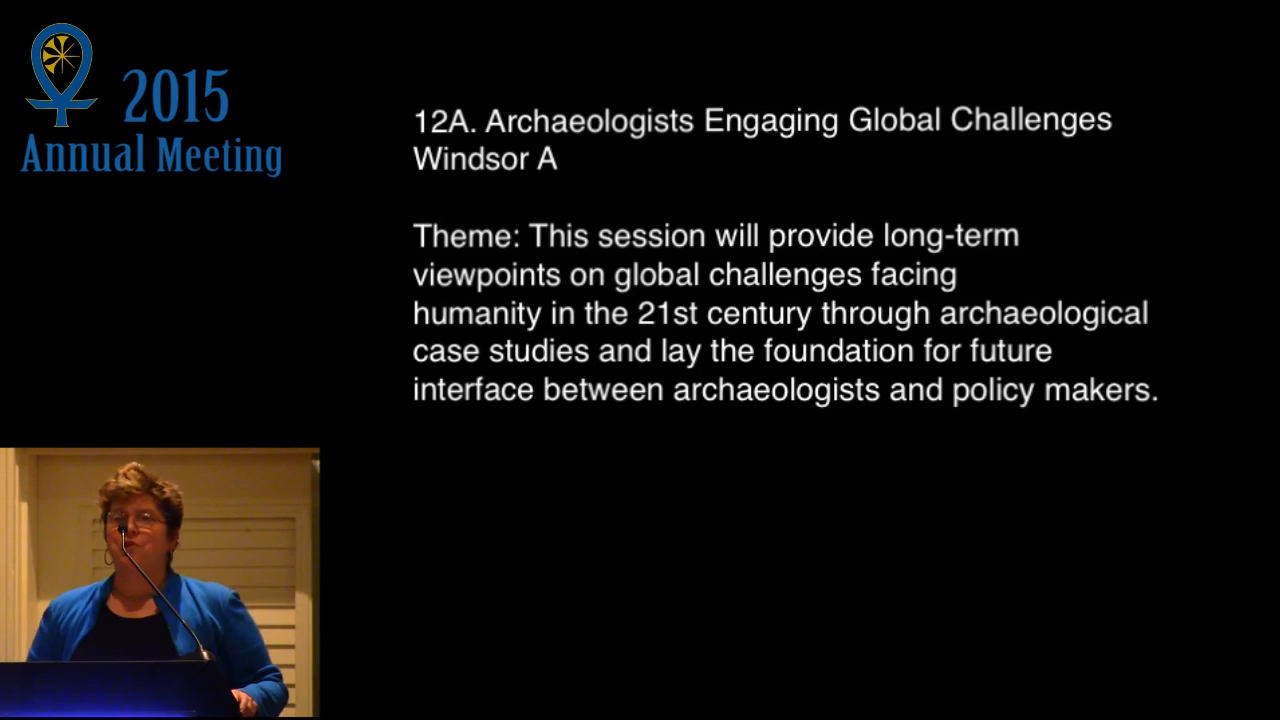 2015
Annual Meeting
12A. Archaeologists Engaging Global Challenges
Windsor A
Theme: This session will provide long-term
viewpoints on global challenges facing
humanity in the 21st century through archaeological
case studies and lay the foundation for future
interface between archaeologists and policy makers.